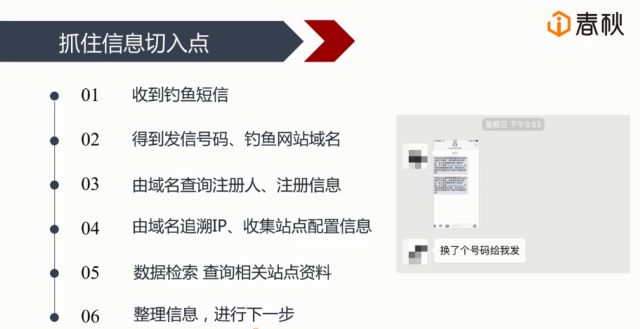 抓住信息切入点
春秋
01 收到钓鱼短信
02 得到发信号码、钓鱼网站域名
03 由域名查询注册人、注册信息
04 由域名追溯IP、收集站点配置信息
05 数据检索 查询相关站点资料
06 整理信息，进行下一步
星期日 下午3:53
换了个号码给我发